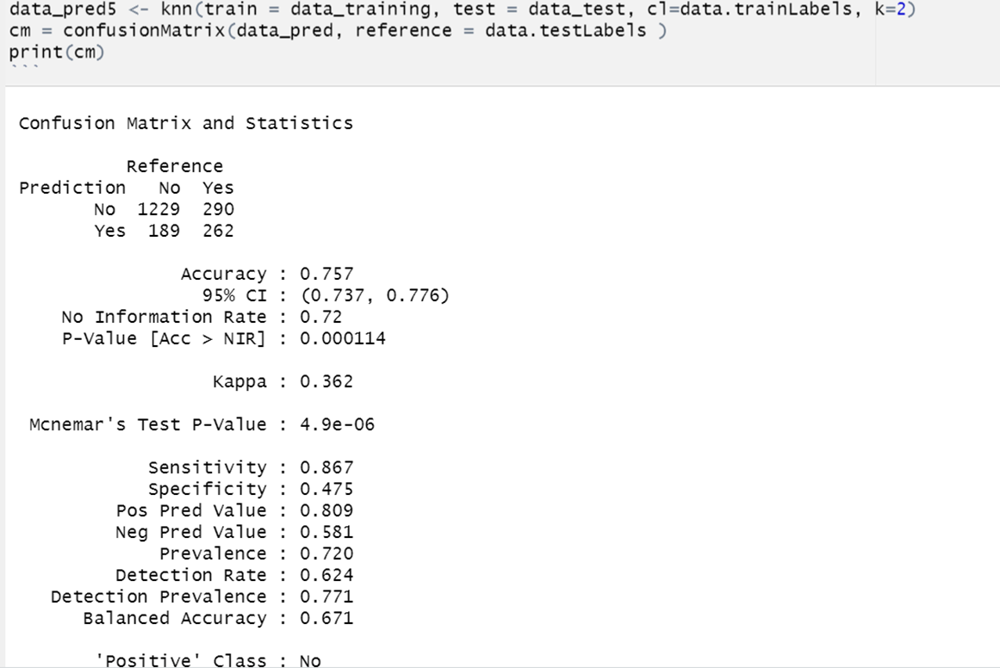 data_pred5 <- knn(train = data_training, test = data_test, cl=data.trainLabels, k=2)
cm = confusionMatrix(data_pred, reference = data.testLabels )
print(cm)
```
Confusion Matrix and Statistics
Reference
Prediction No Yes
No 1229 290
Yes 189 262
Accuracy : 0.757
95% CI : (0.737, 0.776)
No Information Rate : 0.72
P-Value [Acc > NIR] : 0.000114
Kappa : 0.362
Mcnemar's Test P-Value : 4.9e-06
Sensitivity : 0.867
Specificity : 0.475
Pos Pred Value : 0.809
Neg Pred Value : 0.581
Prevalence : 0.720
Detection Rate : 0.624
Detection Prevalence : 0.771
Balanced Accuracy : 0.671
'Positive' Class : No